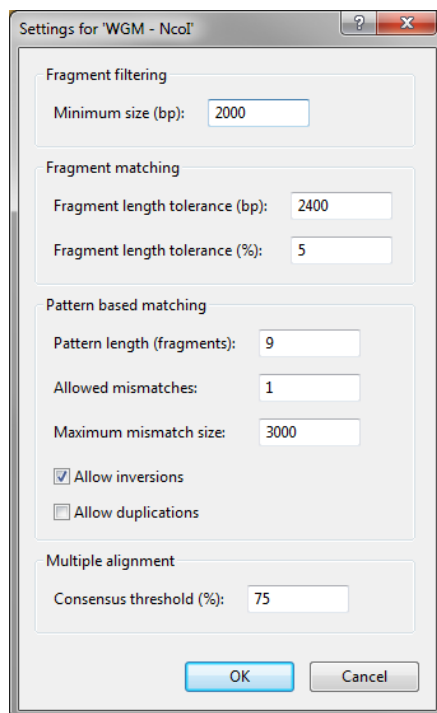 Settings for 'WGM - NcoI'
Fragment filtering
Minimum size (bp): 2000
Fragment matching
Fragment length tolerance (bp): 2400
Fragment length tolerance (%): 5
Pattern based matching
Pattern length (fragments): 9
Allowed mismatches: 1
Maximum mismatch size: 3000
Allow inversions
Allow duplications
Multiple alignment
Consensus threshold (%): 75
OK Cancel